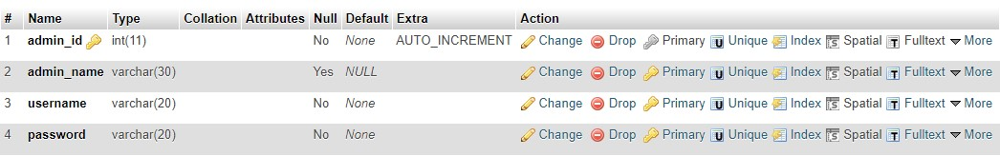 # Name Type Collation Attributes Null Default Extra Action
1 admin_id int(11) No None AUTO_INCREMENT Change Drop Primary U Unique Index S Spatial T Fulltext More
2 admin_name varchar(30) Yes NULL Change Drop Primary U Unique Index S Spatial T Fulltext More
3 username varchar(20) No None Change Drop Primary U Unique Index S Spatial T Fulltext More
4 password varchar(20) No None Change Drop Primary U Unique Index S Spatial T Fulltext More